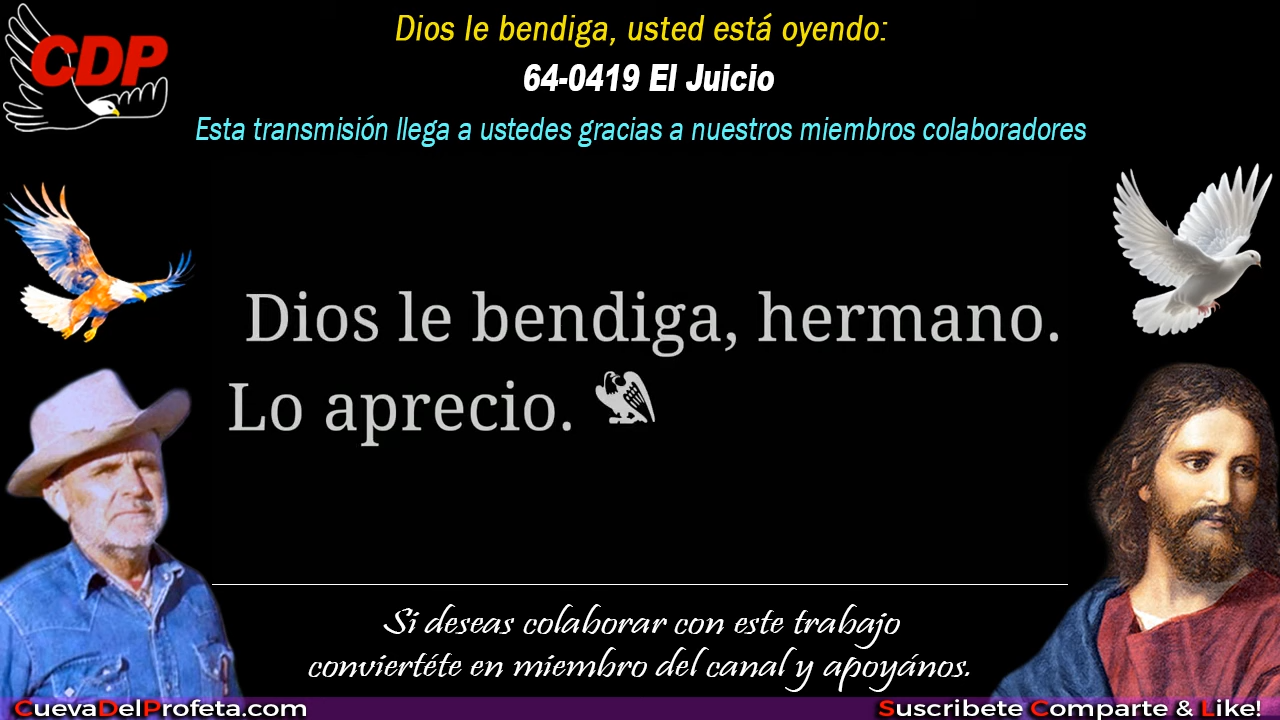 CDP
Dios le bendiga, usted está oyendo:
64-0419 El Juicio
Esta transmisión llega a ustedes gracias a nuestros miembros colaboradores
Dios le bendiga, hermano.
Lo aprecio.
Si deseas colaborar con este trabajo
conviertéte en miembro del canal y apoyános.
CuevaDelProfeta.com
Suscribete Comparte & Like!